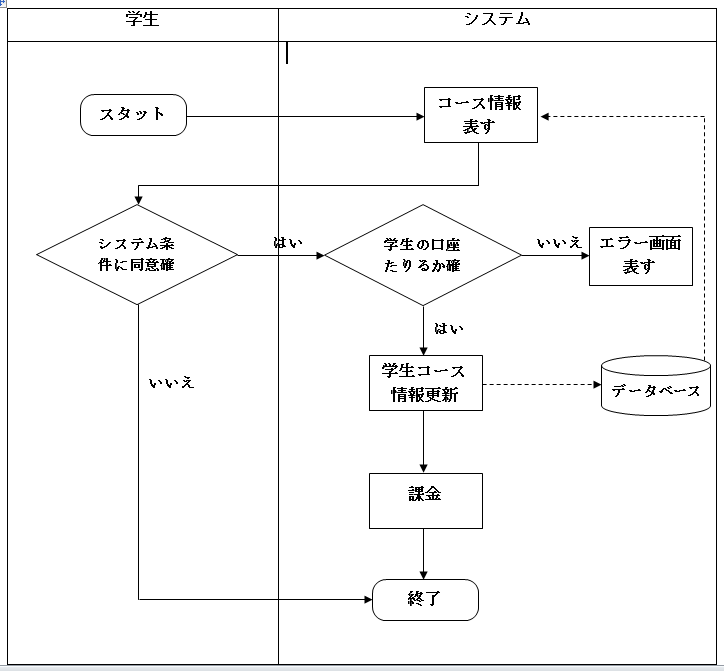 学生
システム
スタット
コース情報
表す
システム条
件に同意確
はい
学生の口座
たりるか確
いいえ
エラー画面
表す
はい
いいえ
学生コース
情報更新
データベース
課金
終了